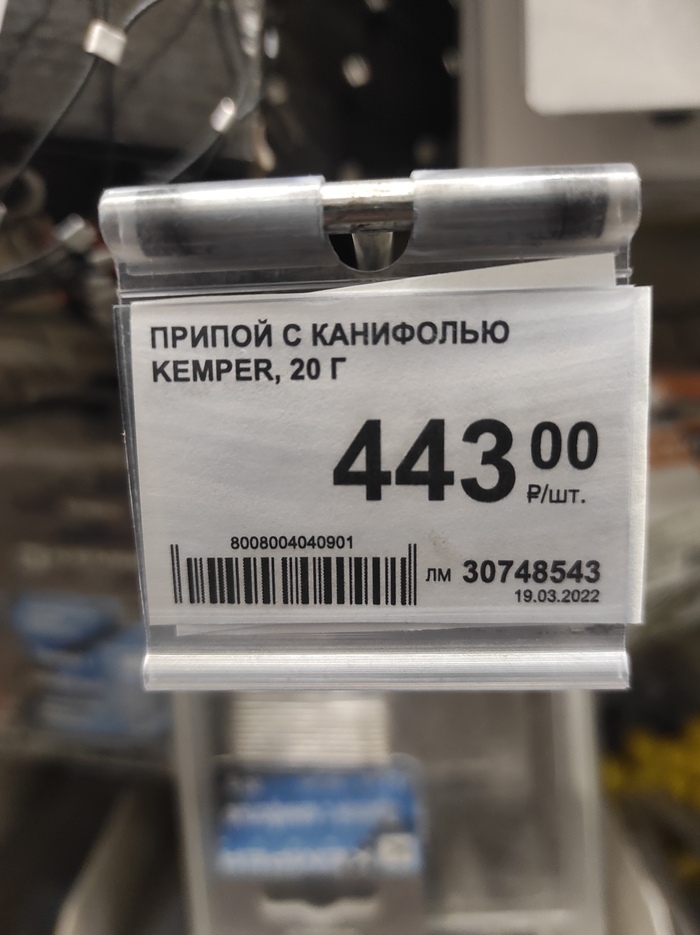 ПРИПОЙ С КАНИФОЛЬЮ
KEMPER, 20 Г
443 00
₽/шт.
8008004040901
ЛМ 30748543
19.03.2022